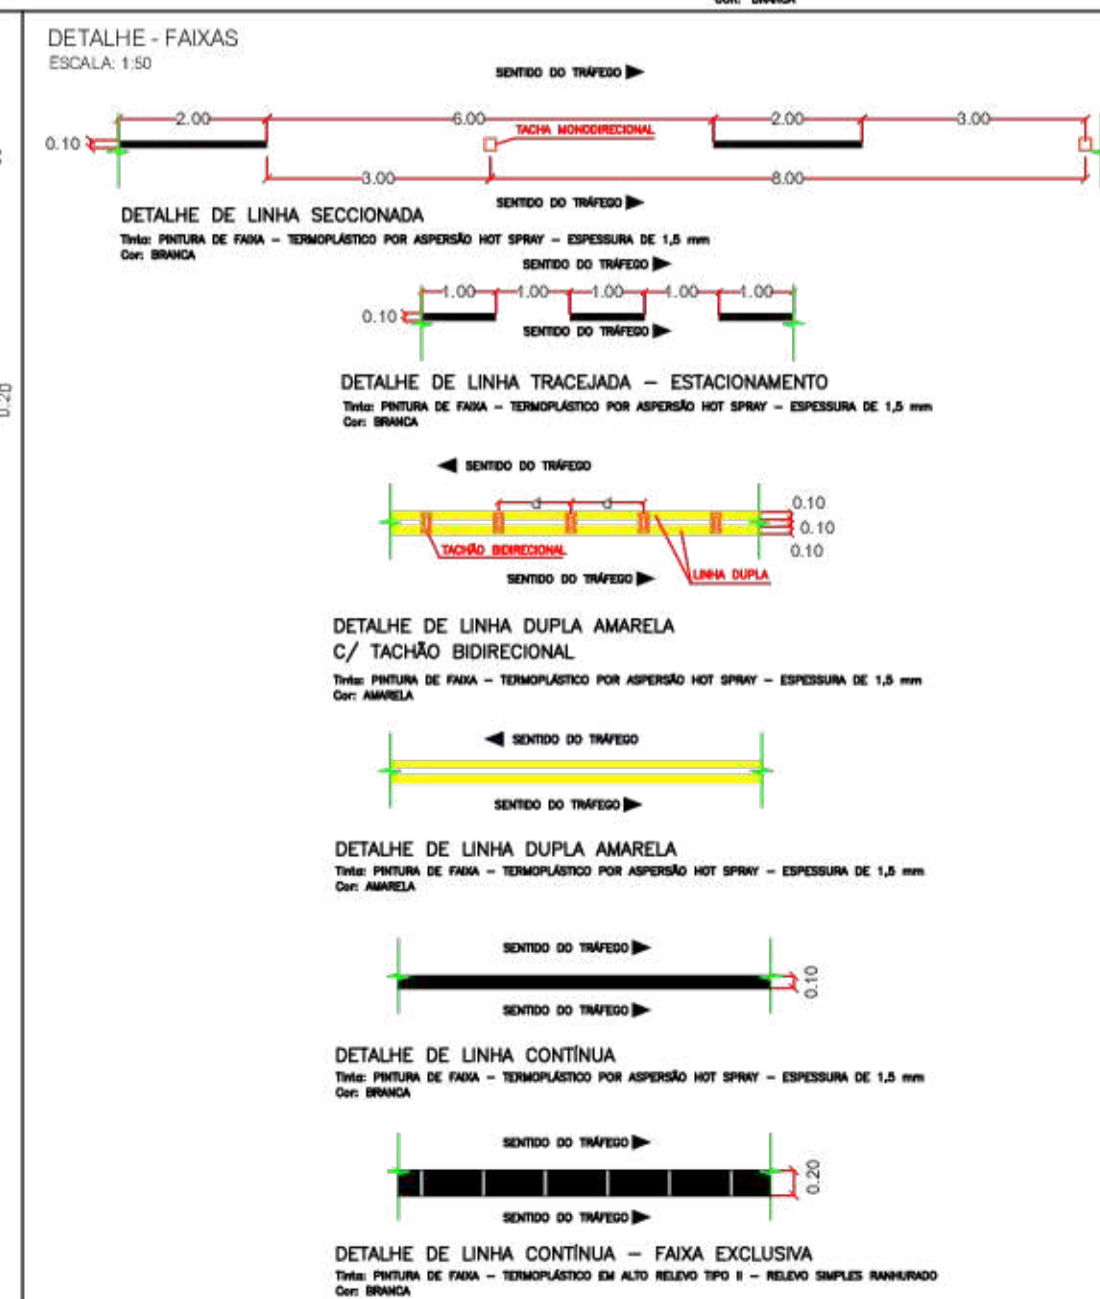 COR: BRANCA
DETALHE - FAIXAS
ESCALA: 1:50
SENTIDO DO TRÁFEGO
2.00 6.00 2.00 3.00
TACHA MONODIRECIONAL
0.10
3.00 8.00
SENTIDO DO TRÁFEGO
DETALHE DE LINHA SECCIONADA
Tinta: PINTURA DE FAIXA – TERMOPLÁSTICO POR ASPERSÃO HOT SPRAY – ESPESSURA DE 1,5 mm
Cor: BRANCA
SENTIDO DO TRÁFEGO
1.00 1.00 1.00 1.00 1.00
0.10
SENTIDO DO TRÁFEGO
DETALHE DE LINHA TRACEJADA – ESTACIONAMENTO
0.20
Tinta: PINTURA DE FAIXA – TERMOPLÁSTICO POR ASPERSÃO HOT SPRAY – ESPESSURA DE 1,5 mm
Cor: BRANCA
SENTIDO DO TRÁFEGO
d d
0.10
0.10
0.10
TACHÃO BIDIRECIONAL
LINHA DUPLA
SENTIDO DO TRÁFEGO
DETALHE DE LINHA DUPLA AMARELA
C/ TACHÃO BIDIRECIONAL
Tinta: PINTURA DE FAIXA – TERMOPLÁSTICO POR ASPERSÃO HOT SPRAY – ESPESSURA DE 1,5 mm
Cor: AMARELA
SENTIDO DO TRÁFEGO
SENTIDO DO TRÁFEGO
DETALHE DE LINHA DUPLA AMARELA
Tinta: PINTURA DE FAIXA – TERMOPLÁSTICO POR ASPERSÃO HOT SPRAY – ESPESSURA DE 1,5 mm
Cor: AMARELA
SENTIDO DO TRÁFEGO
0.10
SENTIDO DO TRÁFEGO
DETALHE DE LINHA CONTÍNUA
Tinta: PINTURA DE FAIXA – TERMOPLÁSTICO POR ASPERSÃO HOT SPRAY – ESPESSURA DE 1,5 mm
Cor: BRANCA
SENTIDO DO TRÁFEGO
0.20
SENTIDO DO TRÁFEGO
DETALHE DE LINHA CONTÍNUA – FAIXA EXCLUSIVA
Tinta: PINTURA DE FAIXA – TERMOPLÁSTICO EM ALTO RELEVO TIPO II – RELEVO SIMPLES RANHURADO
Cor: BRANCA